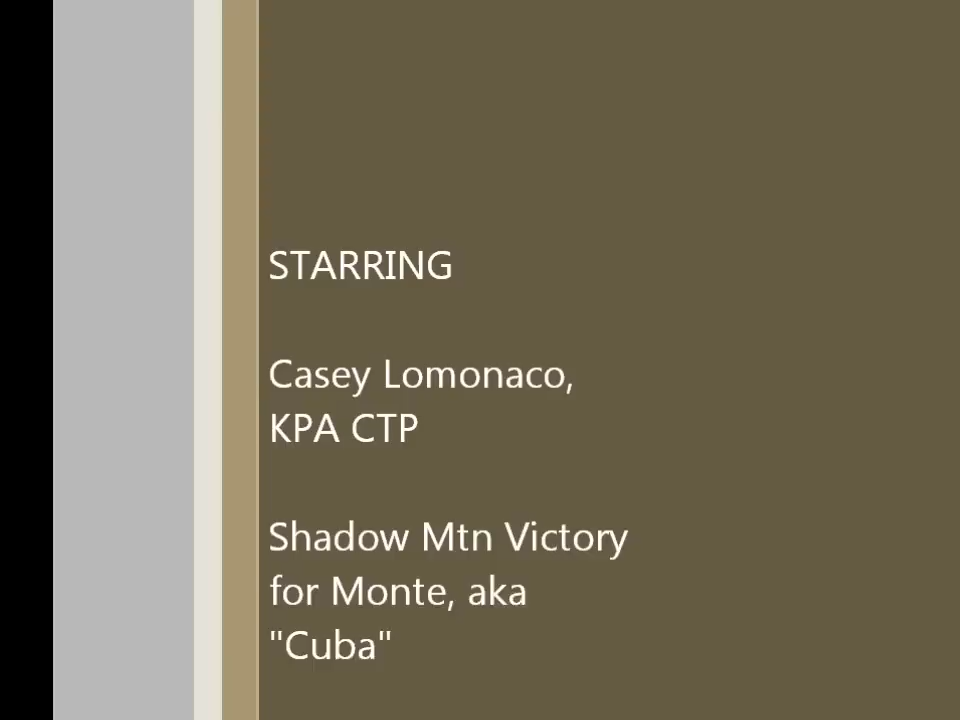 STARRING
Casey Lomonaco,
KPA CTP
Shadow Mtn Victory
for Monte, aka
"Cuba"